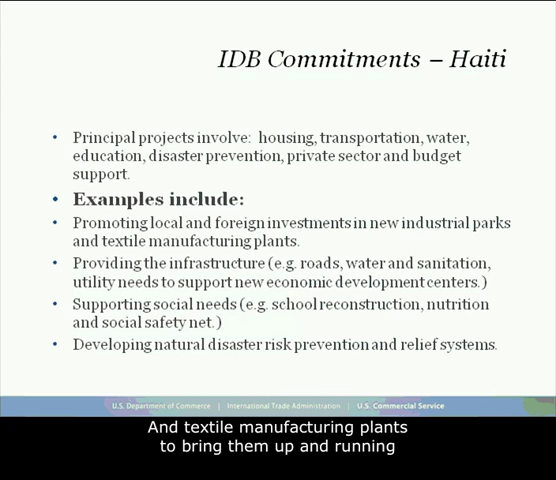 IDB Commitments – Haiti
• Principal projects involve: housing, transportation, water,
education, disaster prevention, private sector and budget
support.
• Examples include:
• Promoting local and foreign investments in new industrial parks
and textile manufacturing plants.
• Providing the infrastructure (e.g. roads, water and sanitation,
utility needs to support new economic development centers.)
• Supporting social needs (e.g. school reconstruction, nutrition
and social safety net.)
• Developing natural disaster risk prevention and relief systems.
U.S. Department of Commerce | International Trade Administration | U.S. Commercial Service
And textile manufacturing plants
to bring them up and running